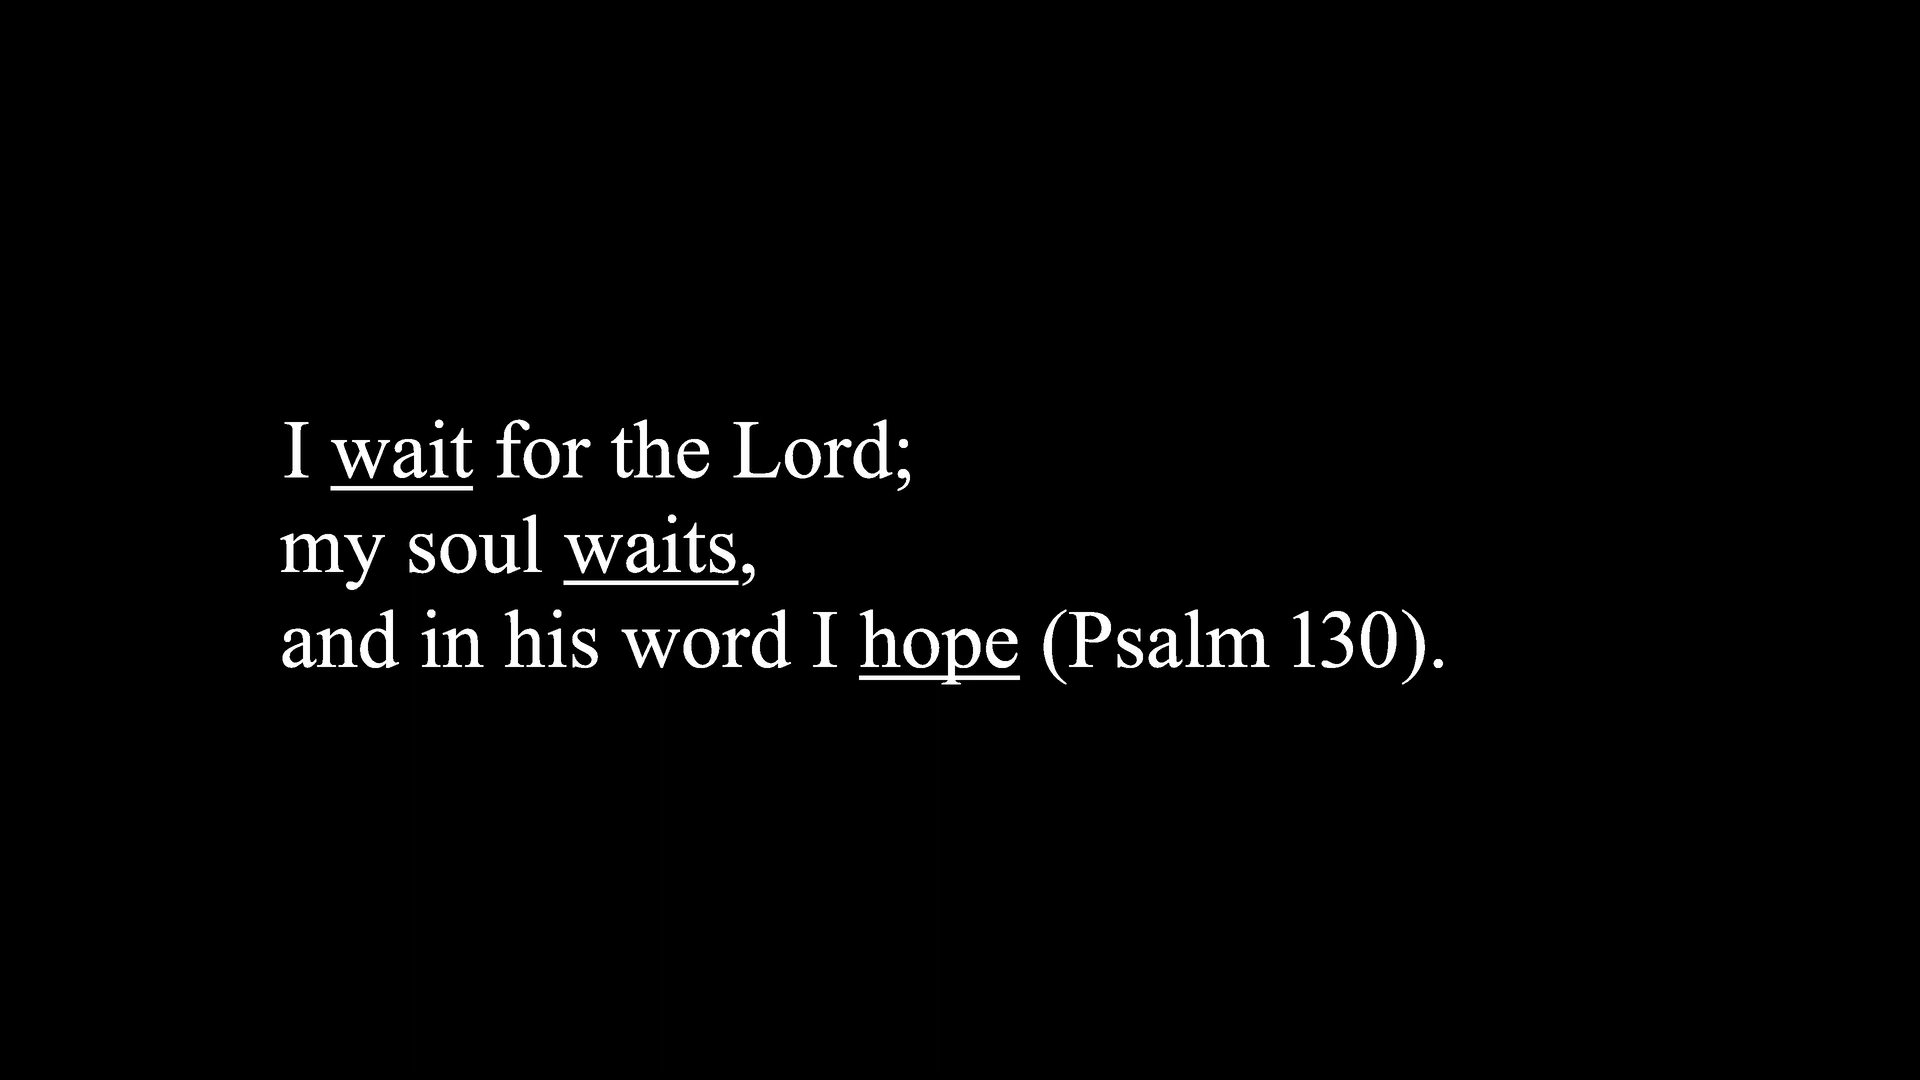 I wait for the Lord;
my soul waits,
and in his word I hope (Psalm 130).